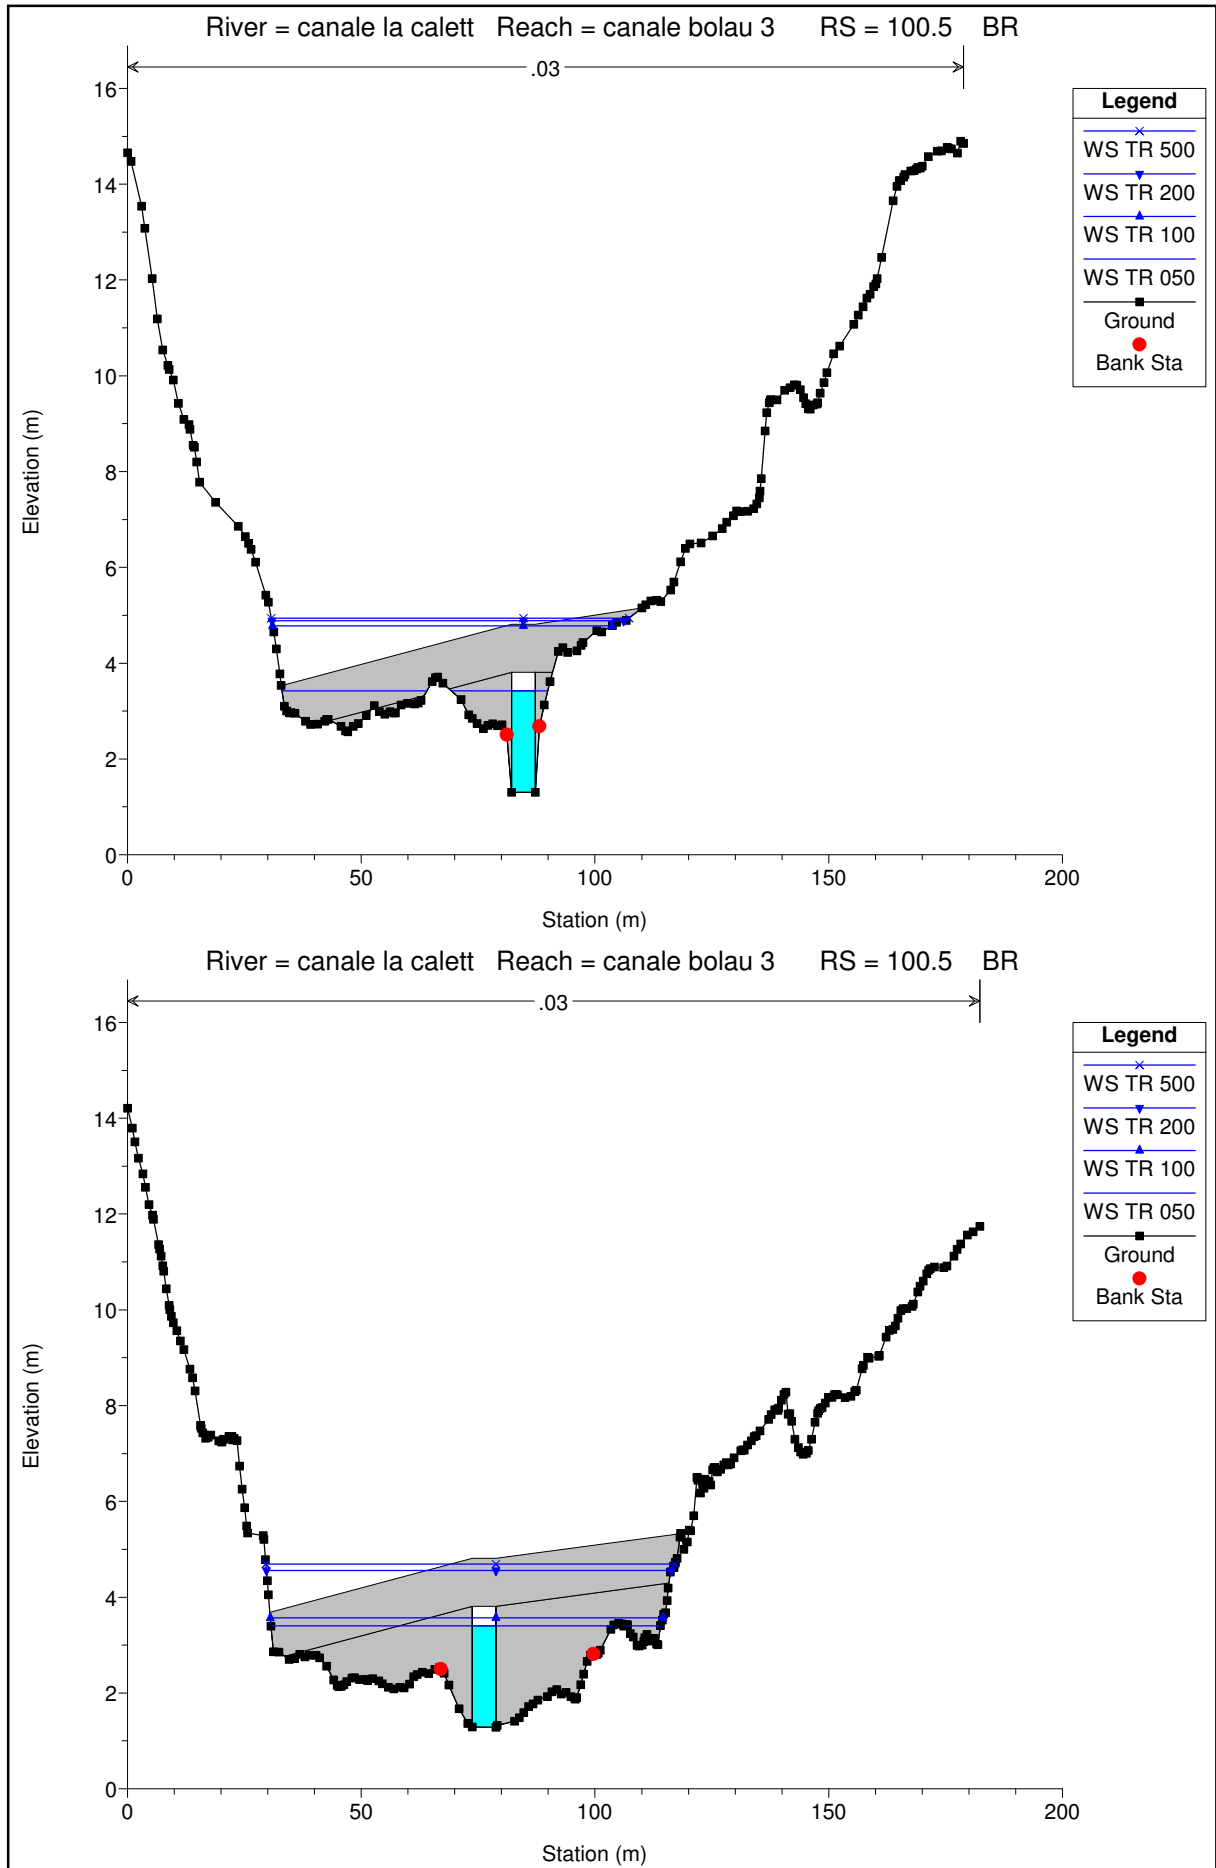 River = canale la calett   Reach = canale bolau 3      RS = 100.5    BR
.03
16
14
12
10
8
6
4
2
0
Elevation (m)
0 50 100 150 200
Station (m)
Legend
WS TR 500
WS TR 200
WS TR 100
WS TR 050
Ground
Bank Sta
River = canale la calett   Reach = canale bolau 3      RS = 100.5    BR
.03
16
14
12
10
8
6
4
2
0
Elevation (m)
0 50 100 150 200
Station (m)
Legend
WS TR 500
WS TR 200
WS TR 100
WS TR 050
Ground
Bank Sta